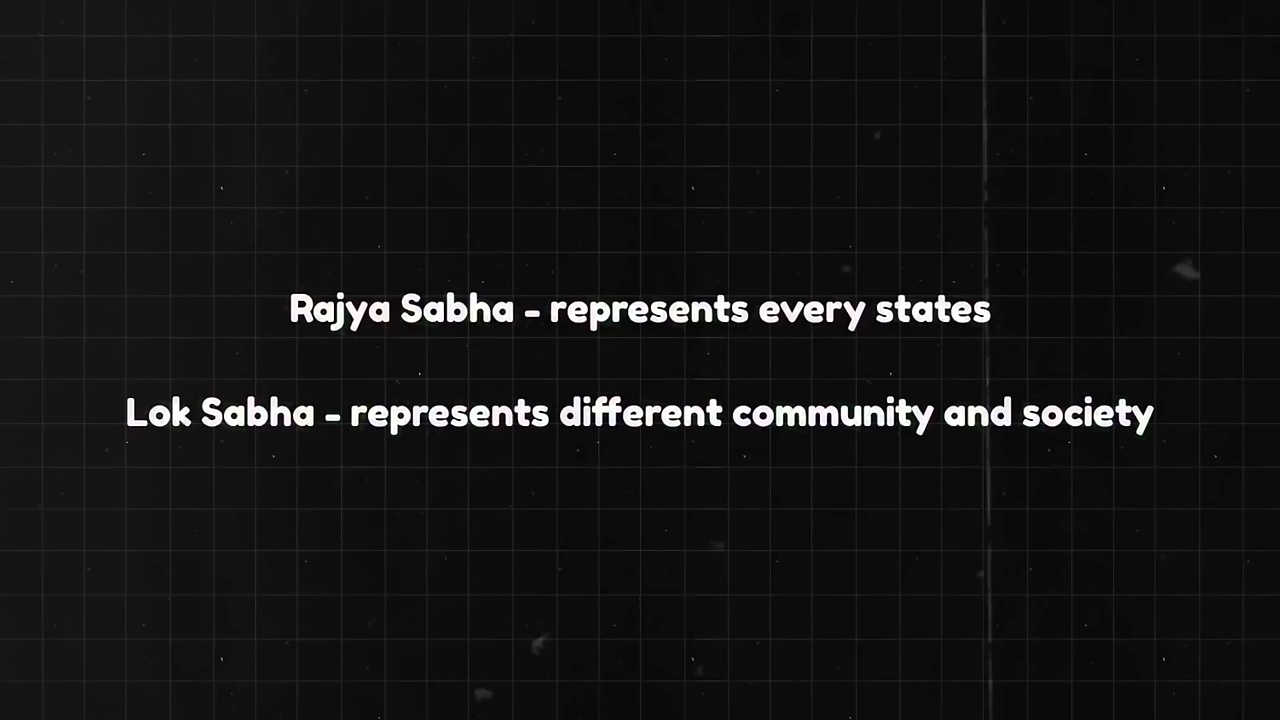 Rajya Sabha - represents every states
Lok Sabha - represents different community and society